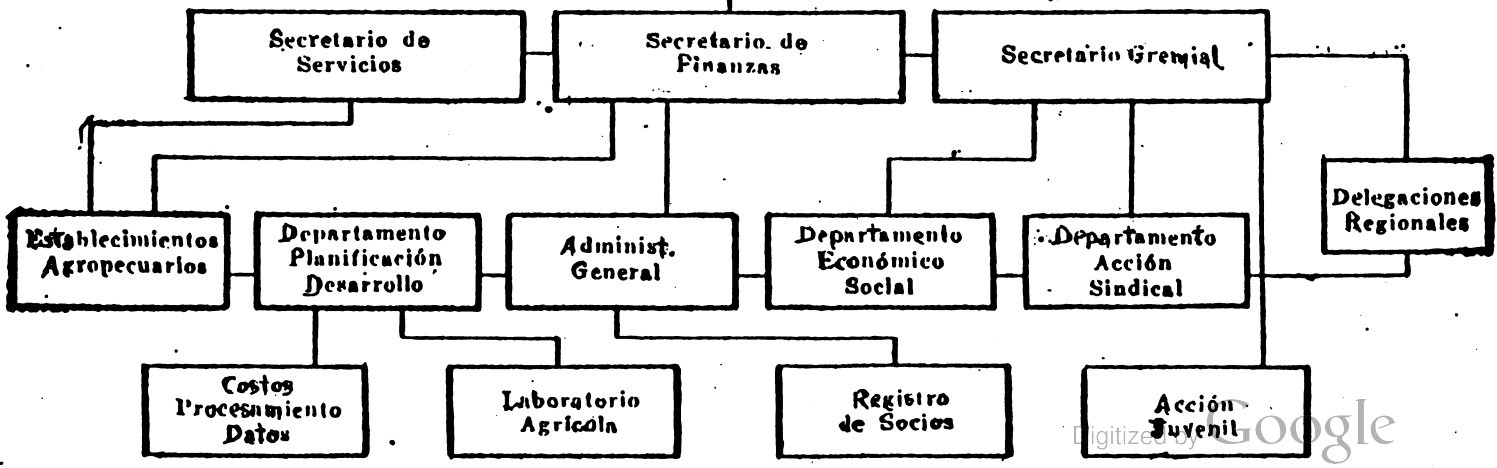 Secretario de
Servicios
Secretario de
Finanzas
Secretario Gremial
Delegaciones
Regionales
Establecimientos
Agropecuarios
Departamento
Planificación
Desarrollo
Administ.
General
Departamento
Económico
Social
Departamento
Acción
Sindical
Costos
Procesamiento
Datos
Laboratorio
Agrícola
Registro
de Socios
Acción
Juvenil
Digitized by Google